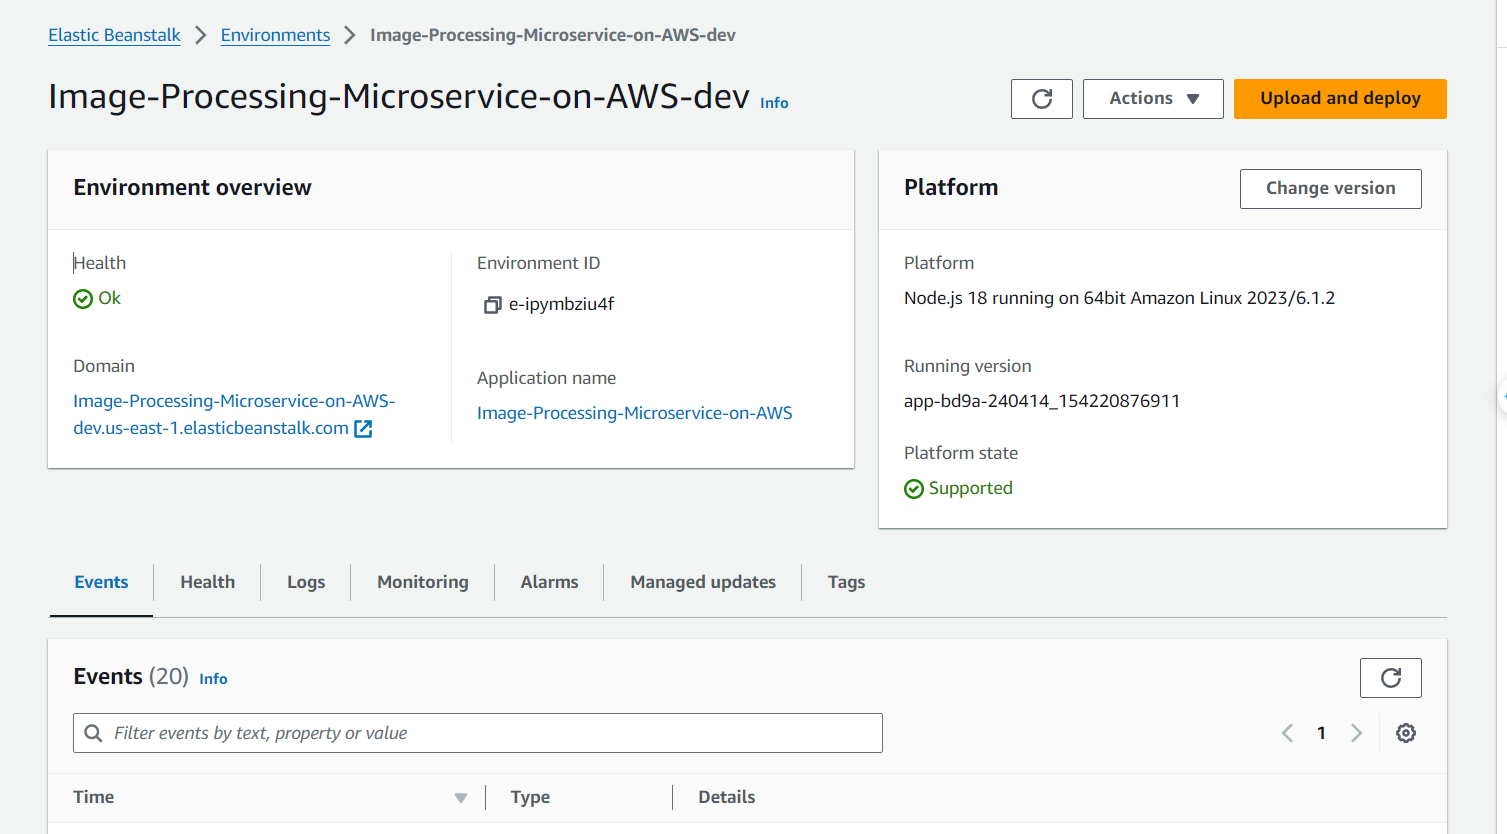 Elastic Beanstalk > Environments > Image-Processing-Microservice-on-AWS-dev
Image-Processing-Microservice-on-AWS-dev Info
Actions
Upload and deploy
Environment overview
Health
Ok
Domain
Image-Processing-Microservice-on-AWS-
dev.us-east-1.elasticbeanstalk.com
Environment ID
e-ipymbziu4f
Application name
Image-Processing-Microservice-on-AWS
Platform
Change version
Platform
Node.js 18 running on 64bit Amazon Linux 2023/6.1.2
Running version
app-bd9a-240414_154220876911
Platform state
Supported
Events Health Logs Monitoring Alarms Managed updates Tags
Events (20) Info
Filter events by text, property or value
1
Time Type Details